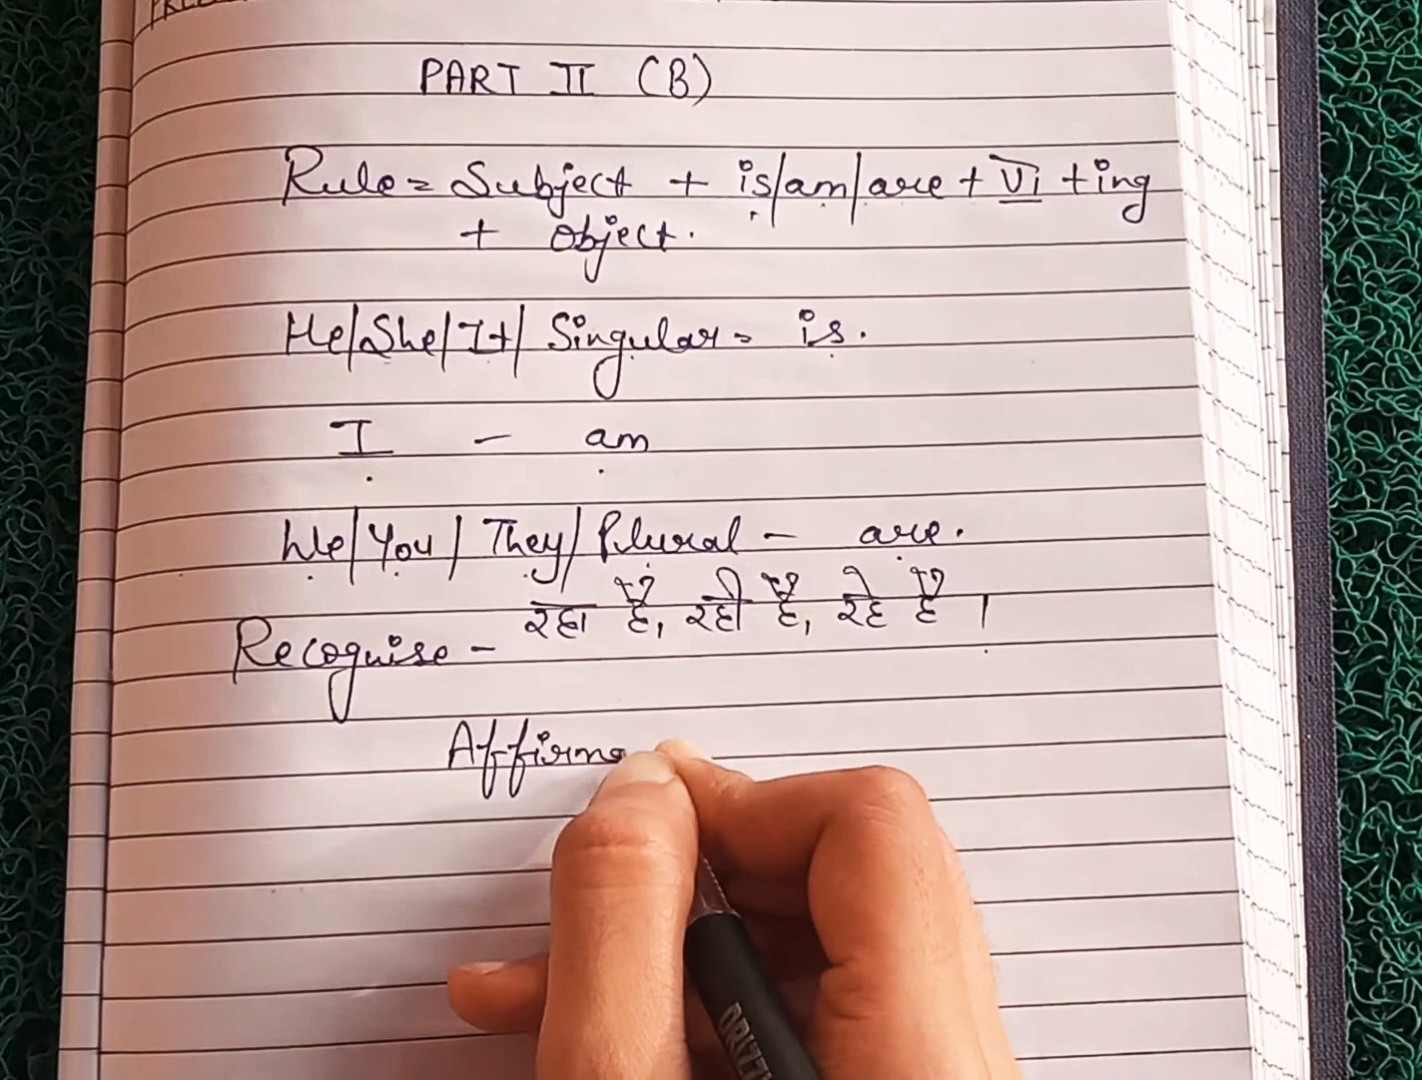 PART II (B)
Rule = Subject + is/am/are + V1 + ing
+ object.
He/She/It/Singular = is.
I - am
We/You/They/Plural - are.
Recognise - रहा है, रही है, रहे हैं ।
Affirma